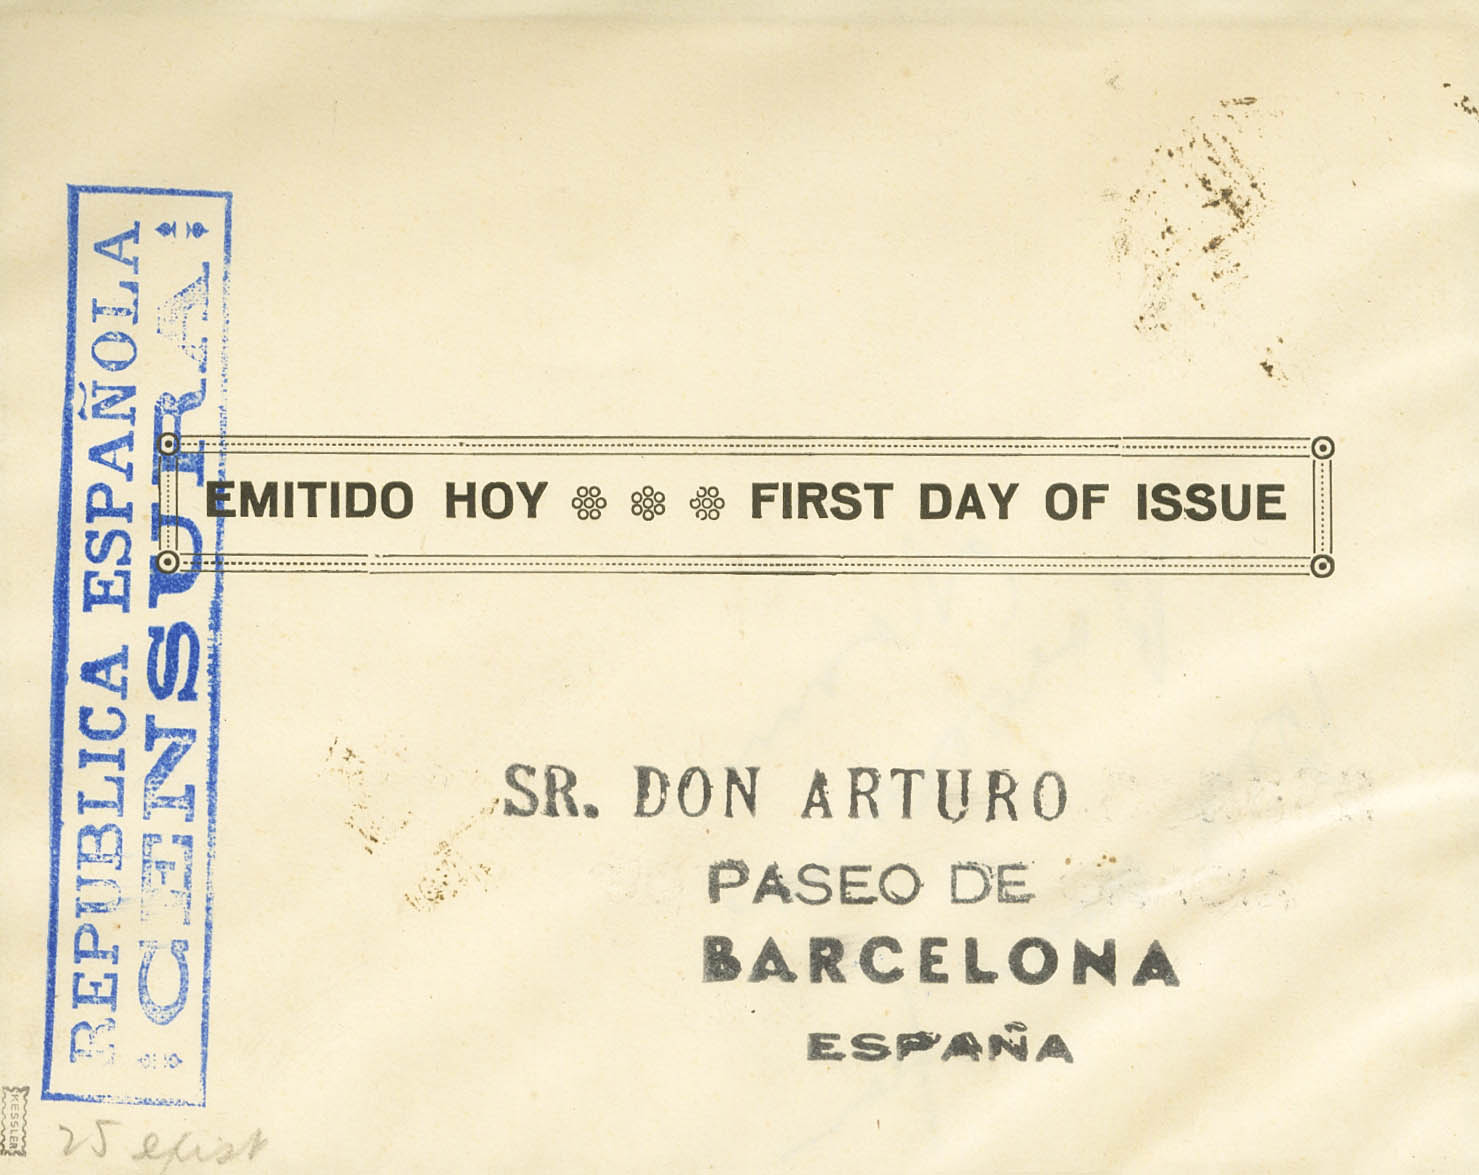 REPUBLICA ESPAÑOLA
CENSURA
EMITIDO HOY FIRST DAY OF ISSUE
SR. DON ARTURO
PASEO DE
BARCELONA
ESPAÑA
KESSLER
25 exist